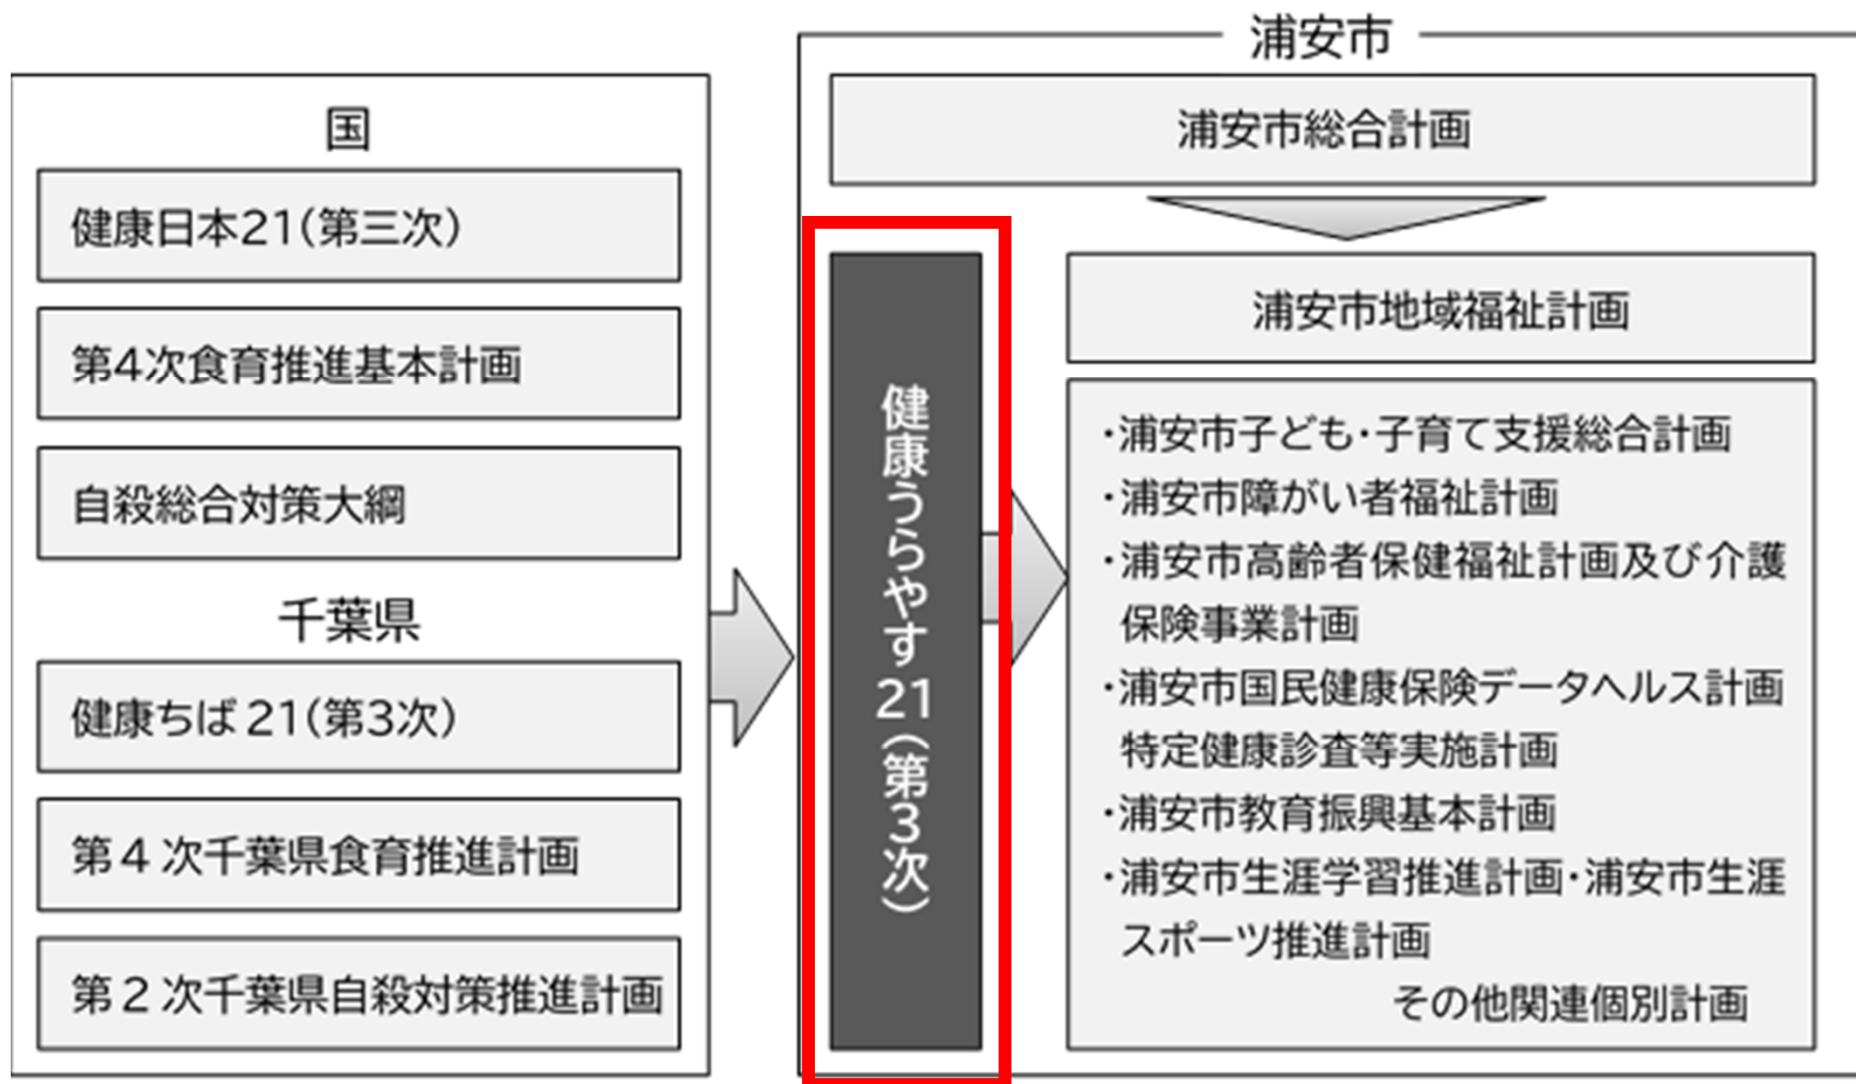 国
健康日本21(第三次)
第4次食育推進基本計画
自殺総合対策大綱
千葉県
健康ちば21(第3次)
第4次千葉県食育推進計画
第2次千葉県自殺対策推進計画
浦安市
浦安市総合計画
健康うらやす21(第3次)
浦安市地域福祉計画
・浦安市子ども・子育て支援総合計画
・浦安市障がい者福祉計画
・浦安市高齢者保健福祉計画及び介護
保険事業計画
・浦安市国民健康保険データヘルス計画
特定健康診査等実施計画
・浦安市教育振興基本計画
・浦安市生涯学習推進計画・浦安市生涯
スポーツ推進計画
その他関連個別計画